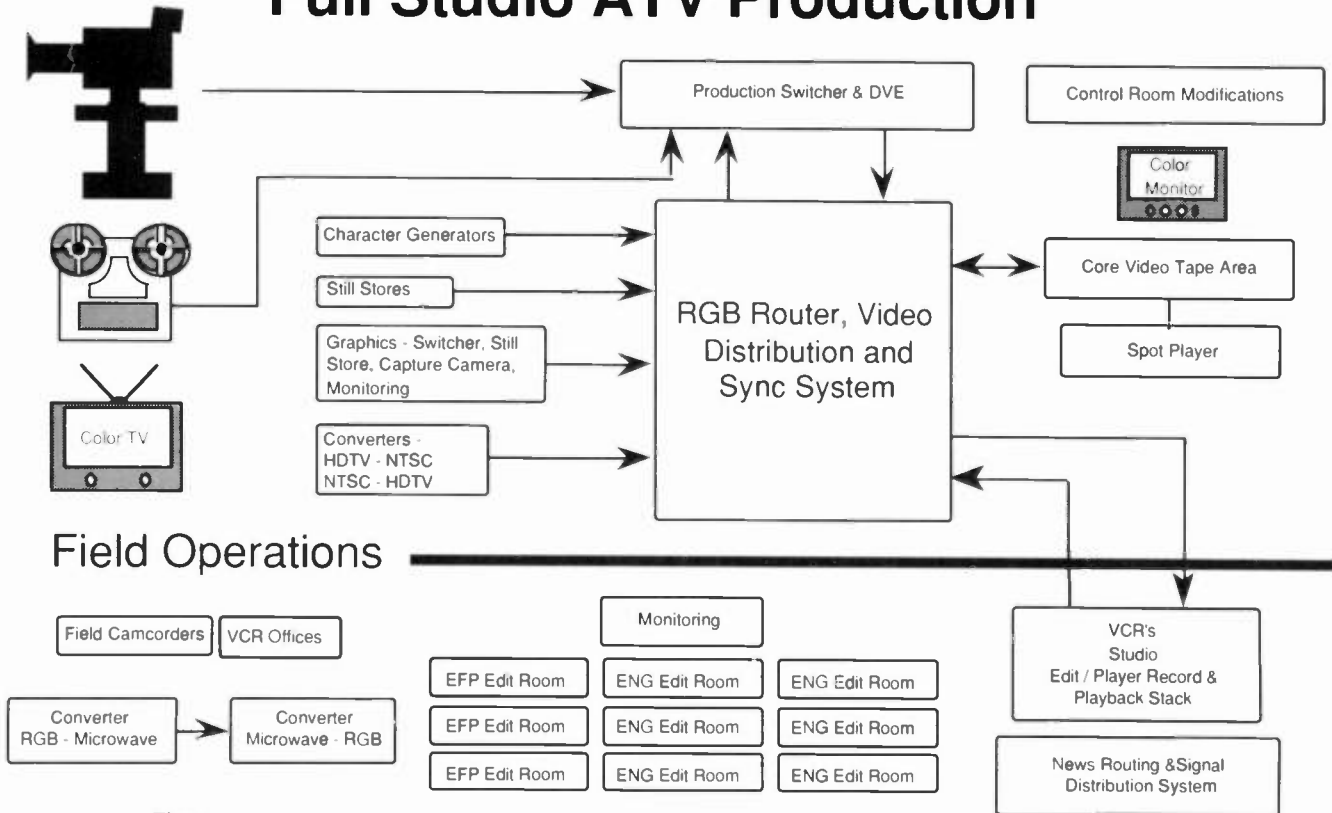 Full Studio ATV Production
Production Switcher & DVE
Control Room Modifications
Color
Monitor
Character Generators
Still Stores
Graphics - Switcher, Still
Store, Capture Camera,
Monitoring
Converters -
HDTV - NTSC
NTSC - HDTV
RGB Router, Video
Distribution and
Sync System
Core Video Tape Area
Spot Player
Color TV
Field Operations
Field Camcorders
VCR Offices
Converter
RGB - Microwave
Converter
Microwave - RGB
Monitoring
EFP Edit Room
ENG Edit Room
ENG Edit Room
EFP Edit Room
ENG Edit Room
ENG Edit Room
EFP Edit Room
ENG Edit Room
ENG Edit Room
VCR's
Studio
Edit / Player Record &
Playback Stack
News Routing &Signal
Distribution System